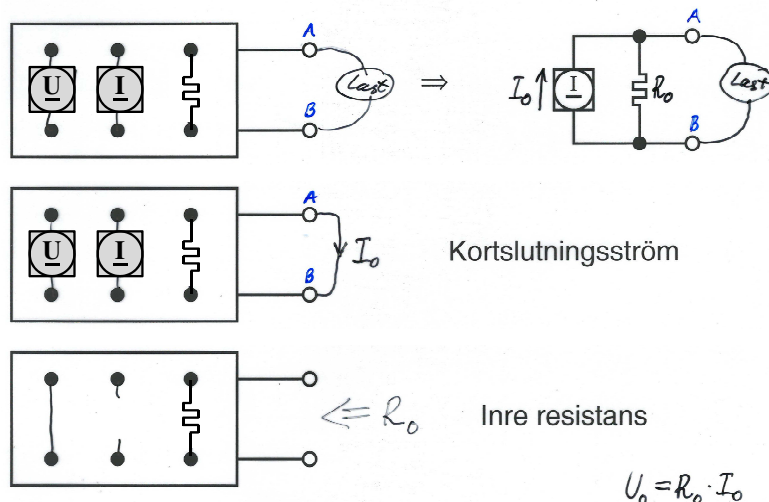 A
U I Last
B
⇒
A
I₀ I R₀ Last
B
A
U I I₀
B
Kortslutningsström
⇐ R₀
Inre resistans
U₀ = R₀ · I₀